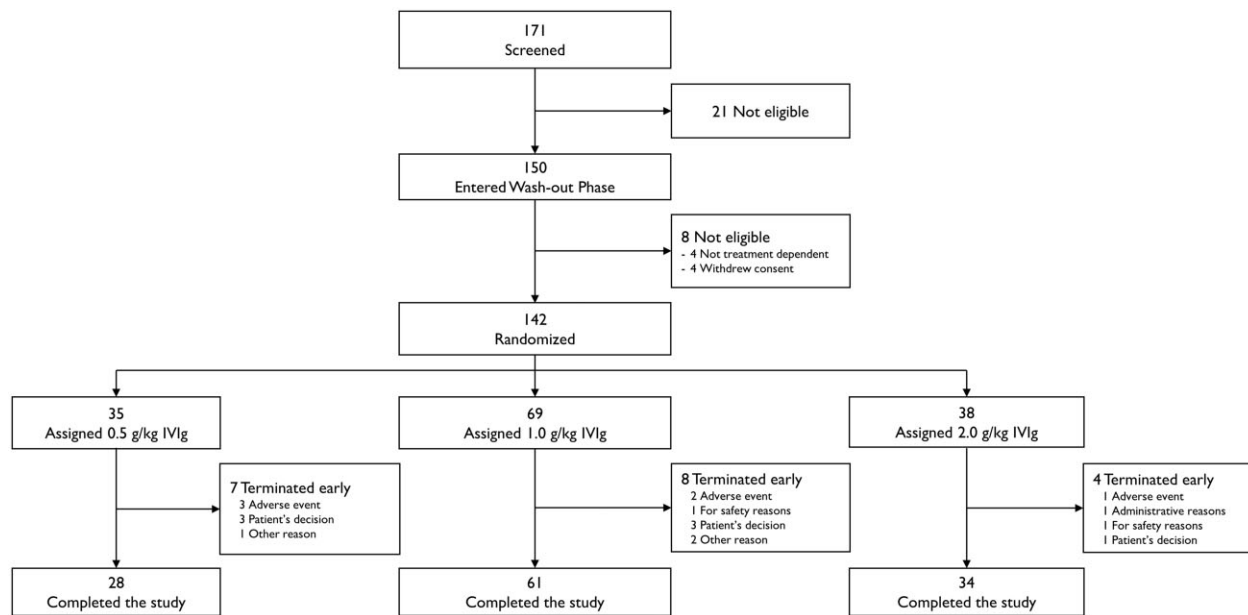 171
Screened
21 Not eligible
150
Entered Wash-out Phase
8 Not eligible
- 4 Not treatment dependent
- 4 Withdrew consent
142
Randomized
35
Assigned 0.5 g/kg IVIg
69
Assigned 1.0 g/kg IVIg
38
Assigned 2.0 g/kg IVIg
7 Terminated early
3 Adverse event
3 Patient's decision
1 Other reason
8 Terminated early
2 Adverse event
1 For safety reasons
3 Patient's decision
2 Other reason
4 Terminated early
1 Adverse event
1 Administrative reasons
1 For safety reasons
1 Patient's decision
28
Completed the study
61
Completed the study
34
Completed the study